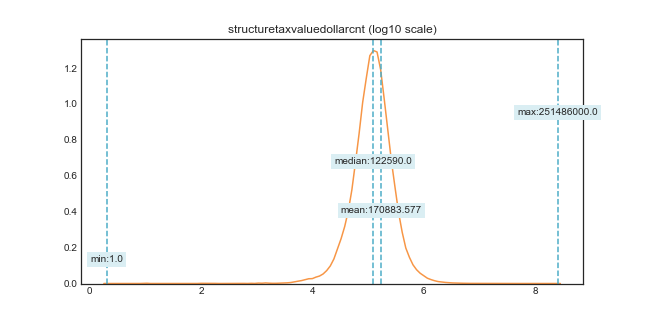 structuretaxvaluedollarcnt (log10 scale)
1.2
1.0
max:251486000.0
0.8
median:122590.0
0.6
0.4
mean:170883.577
0.2
min:1.0
0.0
0 2 4 6 8